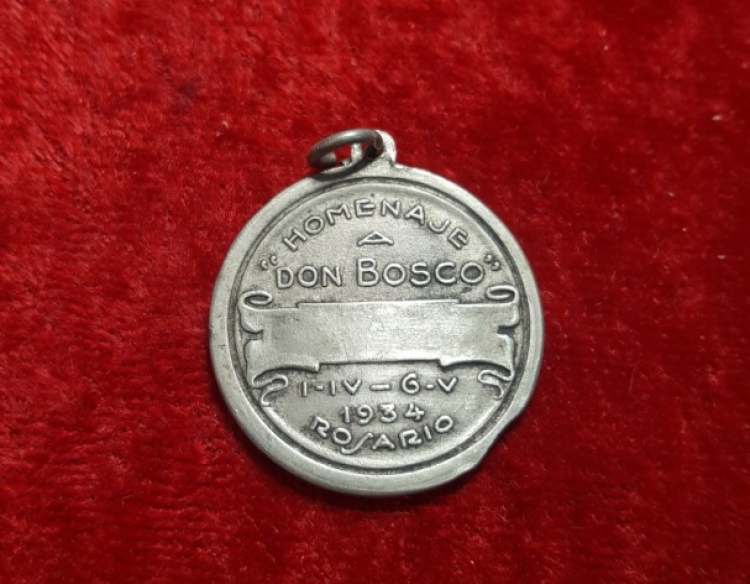 "HOMENAJE
A
DON BOSCO"
I-IV-6-V
1934
ROSARIO